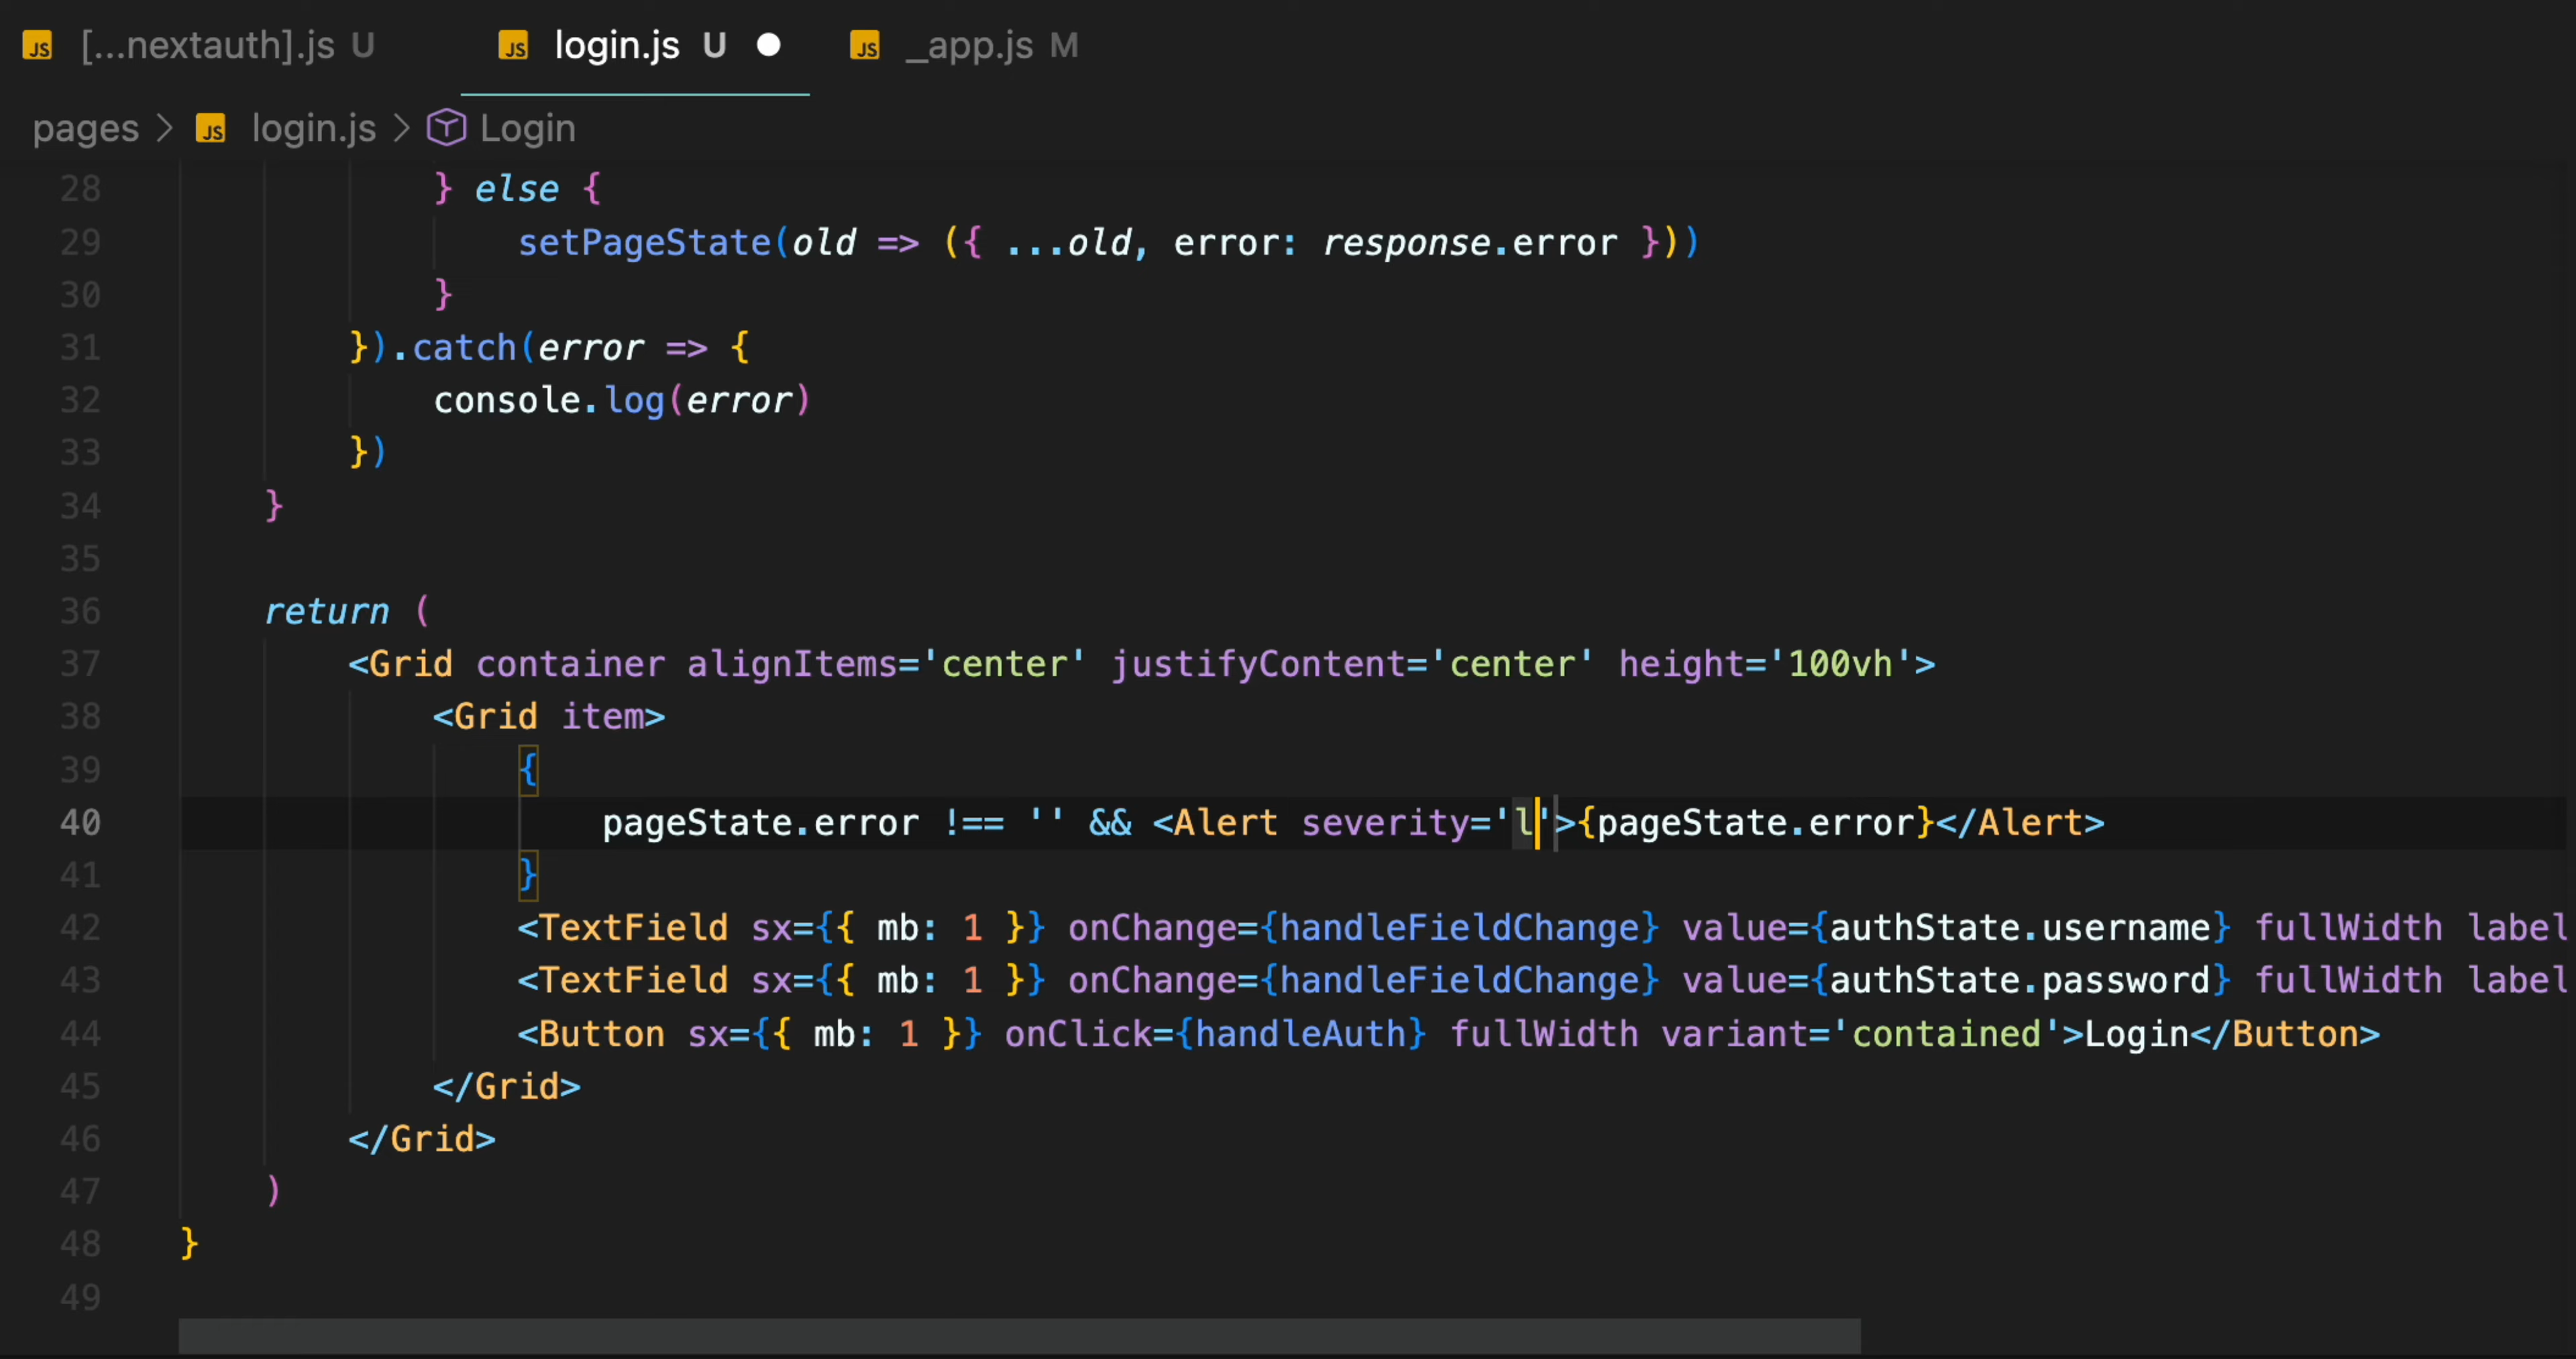 JS [...nextauth].js U JS login.js U JS _app.js M
pages > JS login.js > Login
28 } else {
29 setPageState(old => ({ ...old, error: response.error }))
30 }
31 }).catch(error => {
32 console.log(error)
33 })
34 }
35
36 return (
37 <Grid container alignItems='center' justifyContent='center' height='100vh'>
38 <Grid item>
39 {
40 pageState.error !== '' && <Alert severity='l'>{pageState.error}</Alert>
41 }
42 <TextField sx={{ mb: 1 }} onChange={handleFieldChange} value={authState.username} fullWidth label
43 <TextField sx={{ mb: 1 }} onChange={handleFieldChange} value={authState.password} fullWidth label
44 <Button sx={{ mb: 1 }} onClick={handleAuth} fullWidth variant='contained'>Login</Button>
45 </Grid>
46 </Grid>
47 )
48 }
49